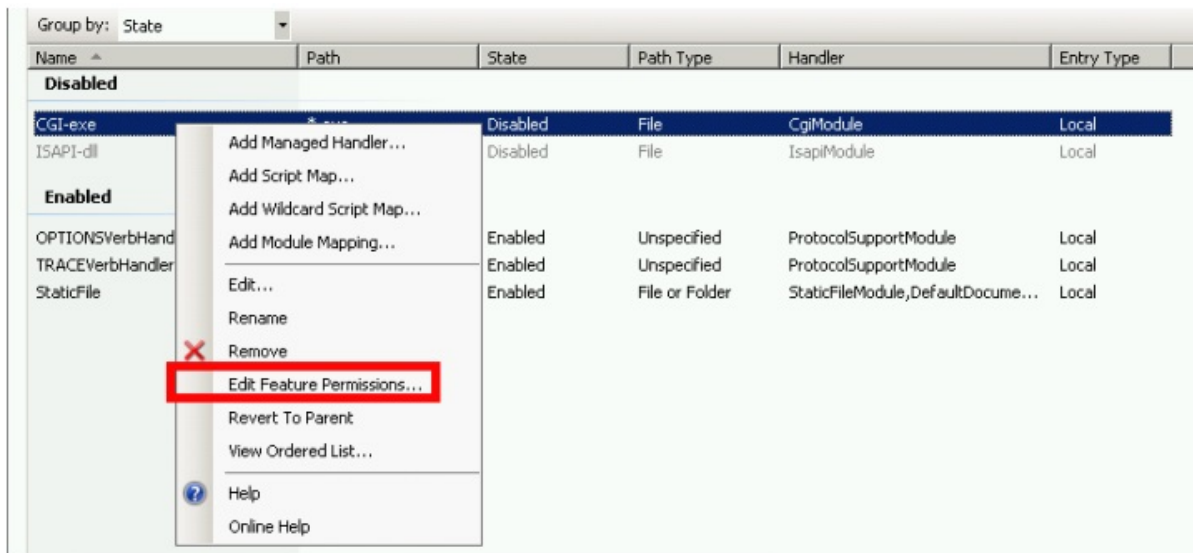 Group by: State
Name Path State Path Type Handler Entry Type
Disabled
CGI-exe Disabled File CgiModule Local
ISAPI-dll Disabled File IsapiModule Local
Enabled
OPTIONSVerbHand Enabled Unspecified ProtocolSupportModule Local
TRACEVerbHandler Enabled Unspecified ProtocolSupportModule Local
StaticFile Enabled File or Folder StaticFileModule,DefaultDocume... Local
Add Managed Handler...
Add Script Map...
Add Wildcard Script Map...
Add Module Mapping...
Edit...
Rename
Remove
Edit Feature Permissions...
Revert To Parent
View Ordered List...
Help
Online Help